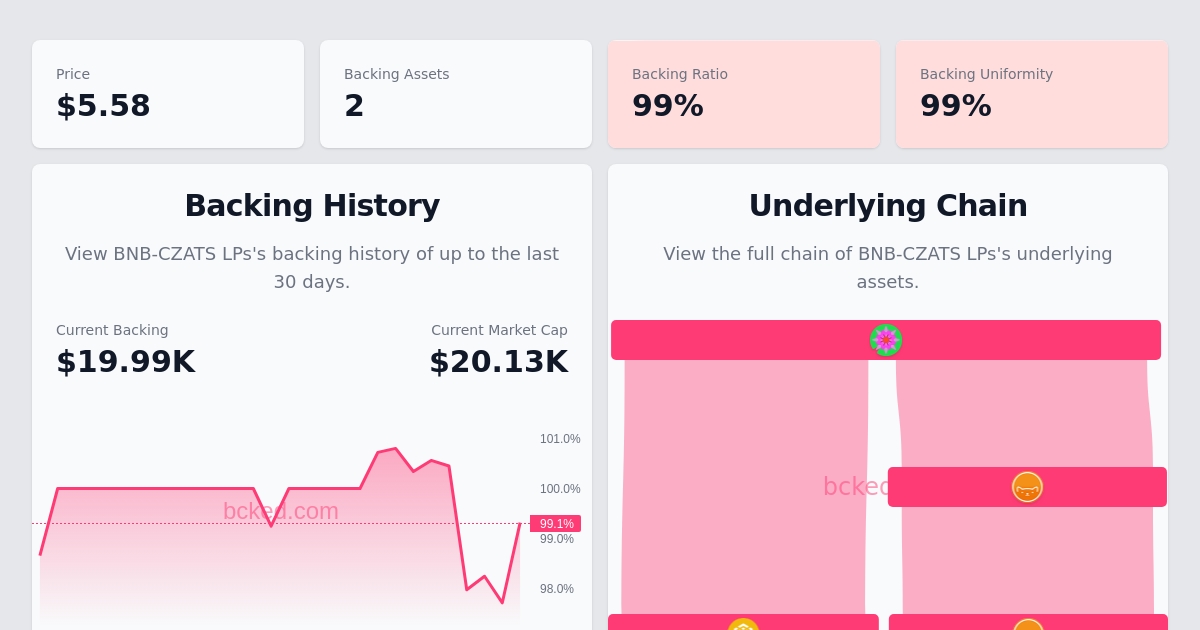 Price
$5.58
Backing Assets
2
Backing Ratio
99%
Backing Uniformity
99%
Backing History
View BNB-CZATS LPs's backing history of up to the last
30 days.
Current Backing
$19.99K
Current Market Cap
$20.13K
101.0%
100.0%
bcked.com
99.1%
99.0%
98.0%
Underlying Chain
View the full chain of BNB-CZATS LPs's underlying
assets.
bcked